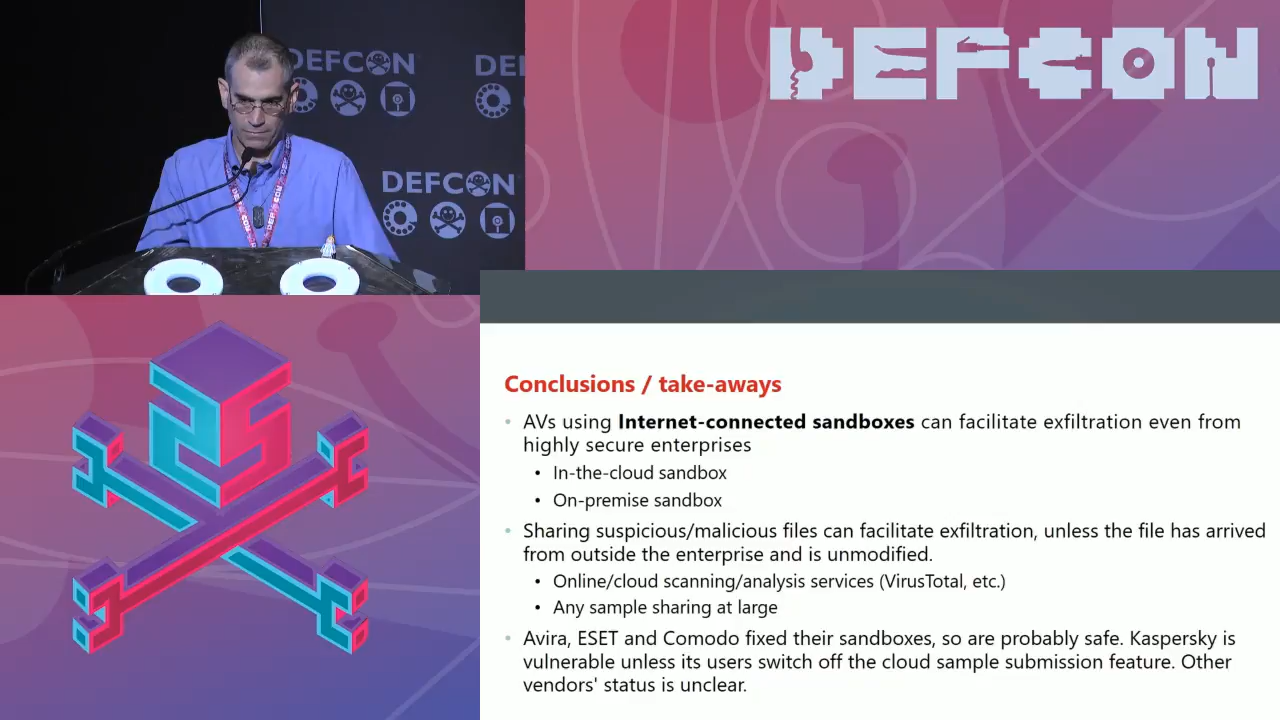 DEFCON
DEF
DEFCON
DEFCON
Conclusions / take-aways
• AVs using Internet-connected sandboxes can facilitate exfiltration even from
highly secure enterprises
• In-the-cloud sandbox
• On-premise sandbox
• Sharing suspicious/malicious files can facilitate exfiltration, unless the file has arrived
from outside the enterprise and is unmodified.
• Online/cloud scanning/analysis services (VirusTotal, etc.)
• Any sample sharing at large
• Avira, ESET and Comodo fixed their sandboxes, so are probably safe. Kaspersky is
vulnerable unless its users switch off the cloud sample submission feature. Other
vendors' status is unclear.